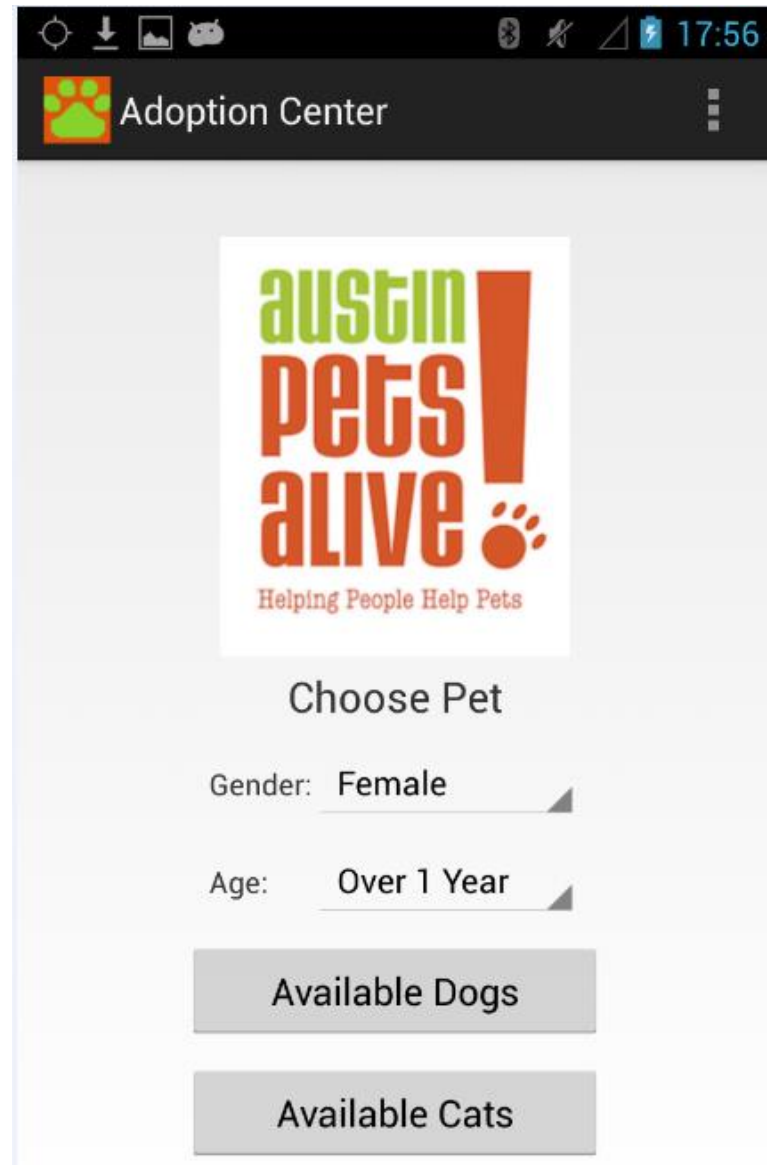 17:56
Adoption Center
austin
pets
alive!
Helping People Help Pets
Choose Pet
Gender: Female
Age: Over 1 Year
Available Dogs
Available Cats